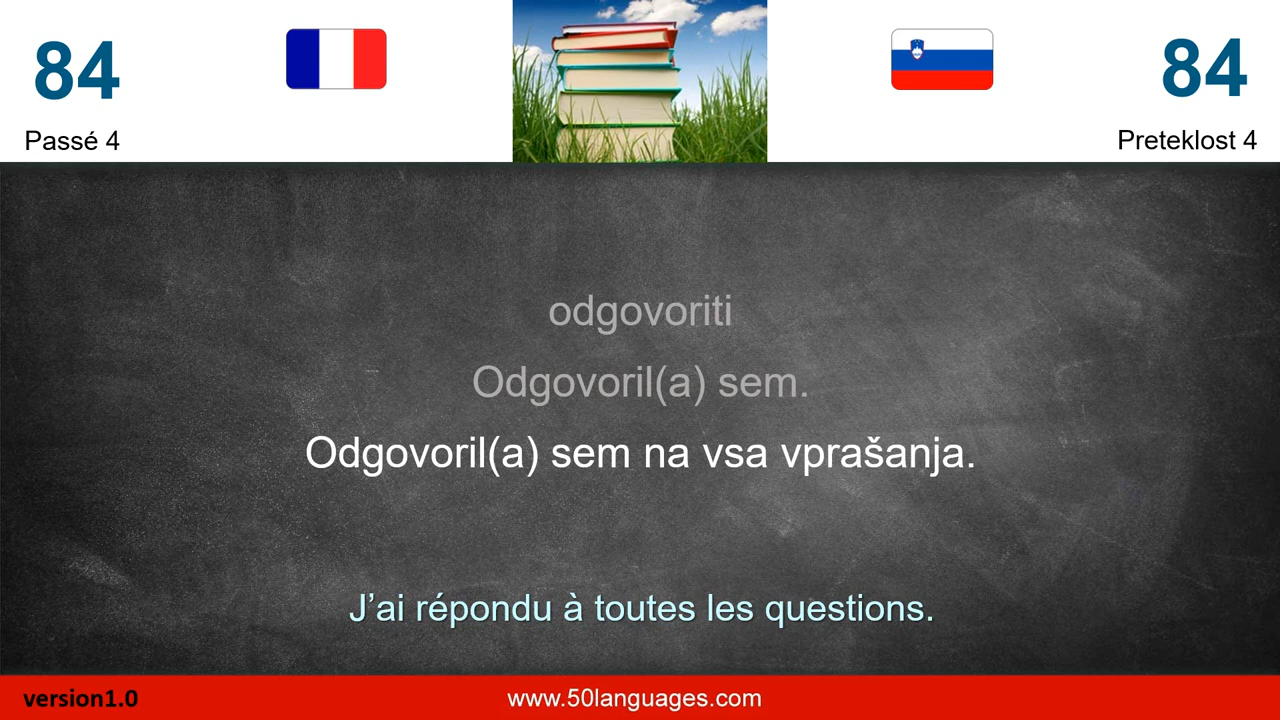 84
84
Passé 4
Preteklost 4
odgovoriti
Odgovoril(a) sem.
Odgovoril(a) sem na vsa vprašanja.
J’ai répondu à toutes les questions.
version1.0
www.50languages.com